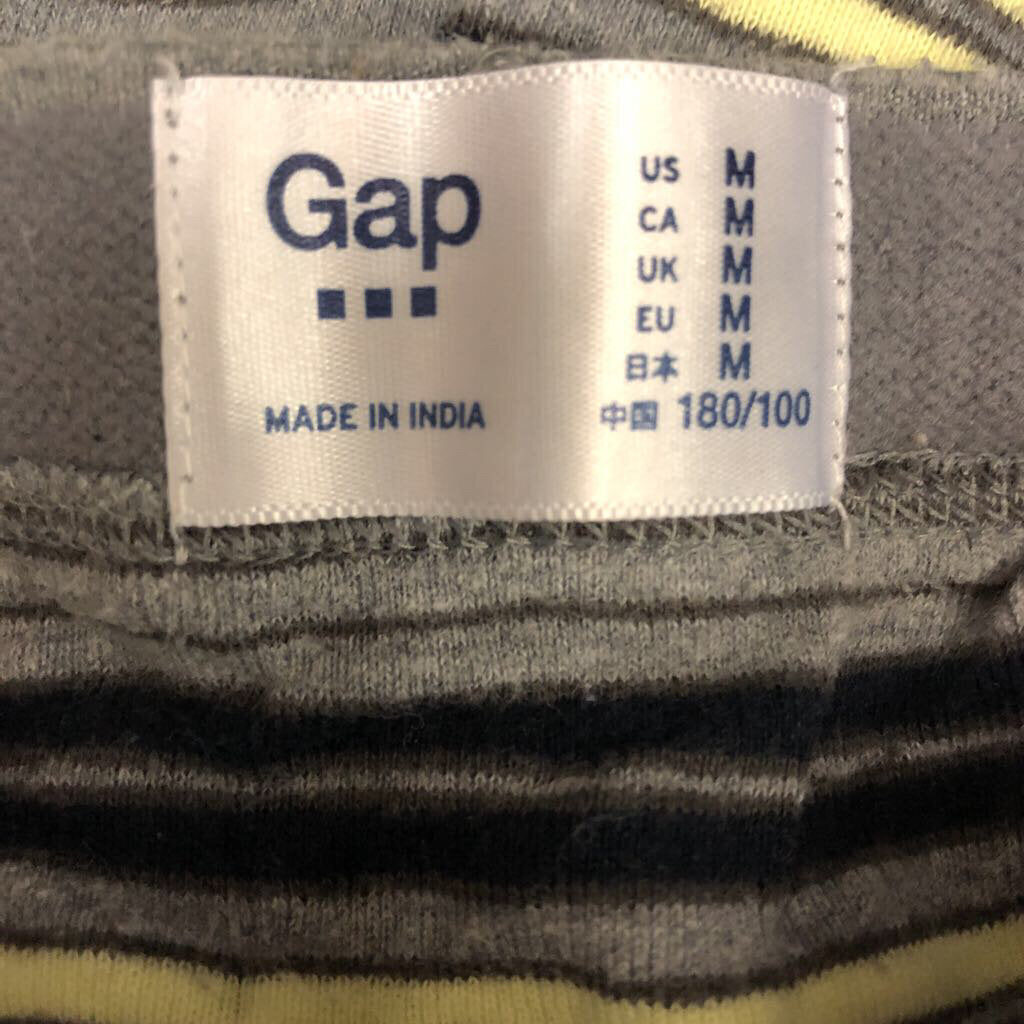 Gap
MADE IN INDIA
US M
CA M
UK M
EU M
日本 M
中国 180/100